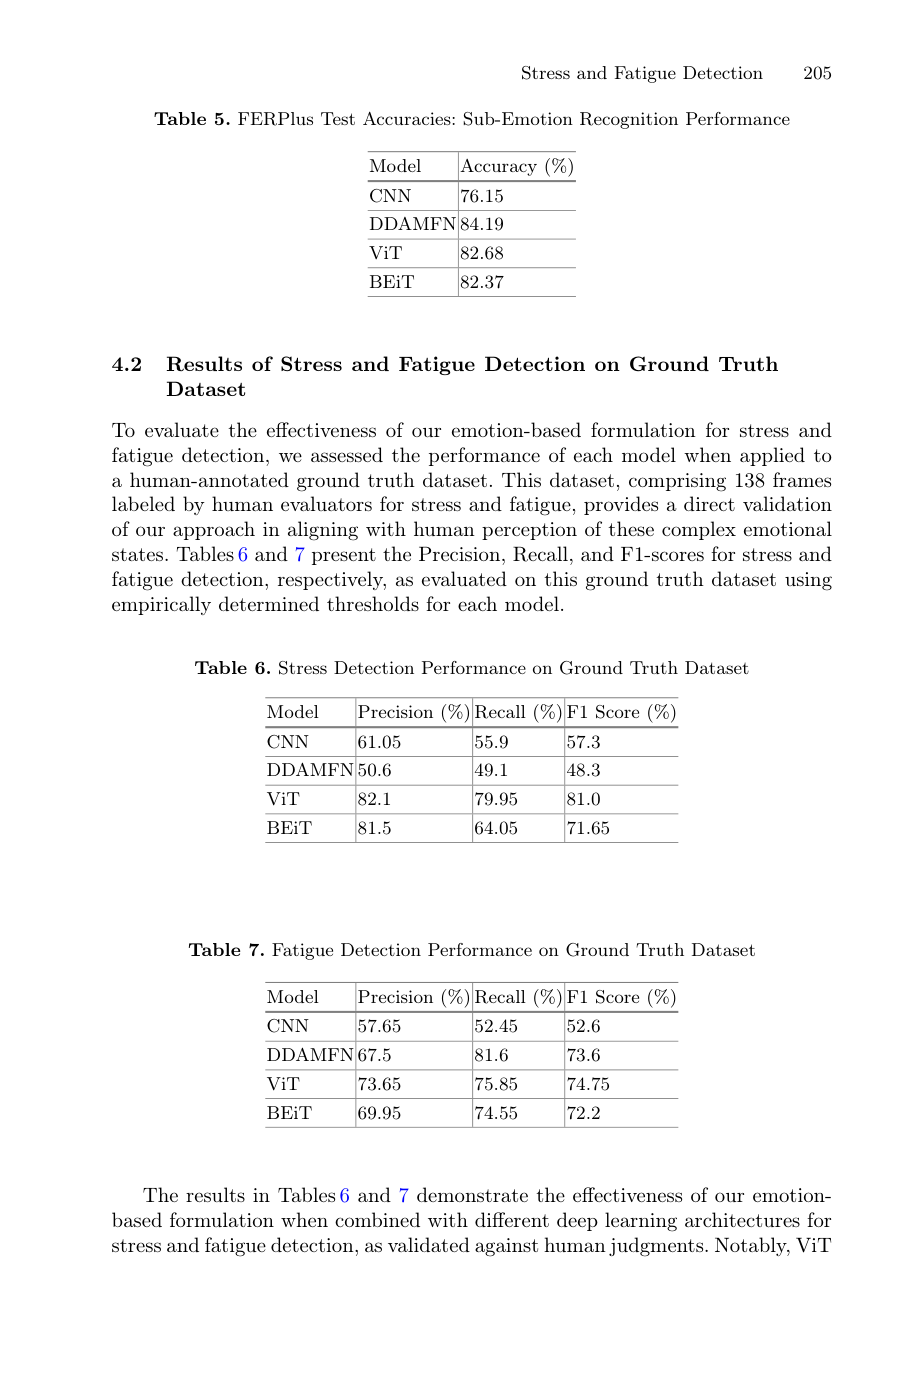 Stress and Fatigue Detection 205
Table 5. FERPlus Test Accuracies: Sub-Emotion Recognition Performance
Model Accuracy (%)
CNN 76.15
DDAMFN 84.19
ViT 82.68
BEiT 82.37
4.2 Results of Stress and Fatigue Detection on Ground Truth
Dataset
To evaluate the effectiveness of our emotion-based formulation for stress and
fatigue detection, we assessed the performance of each model when applied to
a human-annotated ground truth dataset. This dataset, comprising 138 frames
labeled by human evaluators for stress and fatigue, provides a direct validation
of our approach in aligning with human perception of these complex emotional
states. Tables 6 and 7 present the Precision, Recall, and F1-scores for stress and
fatigue detection, respectively, as evaluated on this ground truth dataset using
empirically determined thresholds for each model.
Table 6. Stress Detection Performance on Ground Truth Dataset
Model Precision (%) Recall (%) F1 Score (%)
CNN 61.05 55.9 57.3
DDAMFN 50.6 49.1 48.3
ViT 82.1 79.95 81.0
BEiT 81.5 64.05 71.65
Table 7. Fatigue Detection Performance on Ground Truth Dataset
Model Precision (%) Recall (%) F1 Score (%)
CNN 57.65 52.45 52.6
DDAMFN 67.5 81.6 73.6
ViT 73.65 75.85 74.75
BEiT 69.95 74.55 72.2
The results in Tables 6 and 7 demonstrate the effectiveness of our emotion-
based formulation when combined with different deep learning architectures for
stress and fatigue detection, as validated against human judgments. Notably, ViT